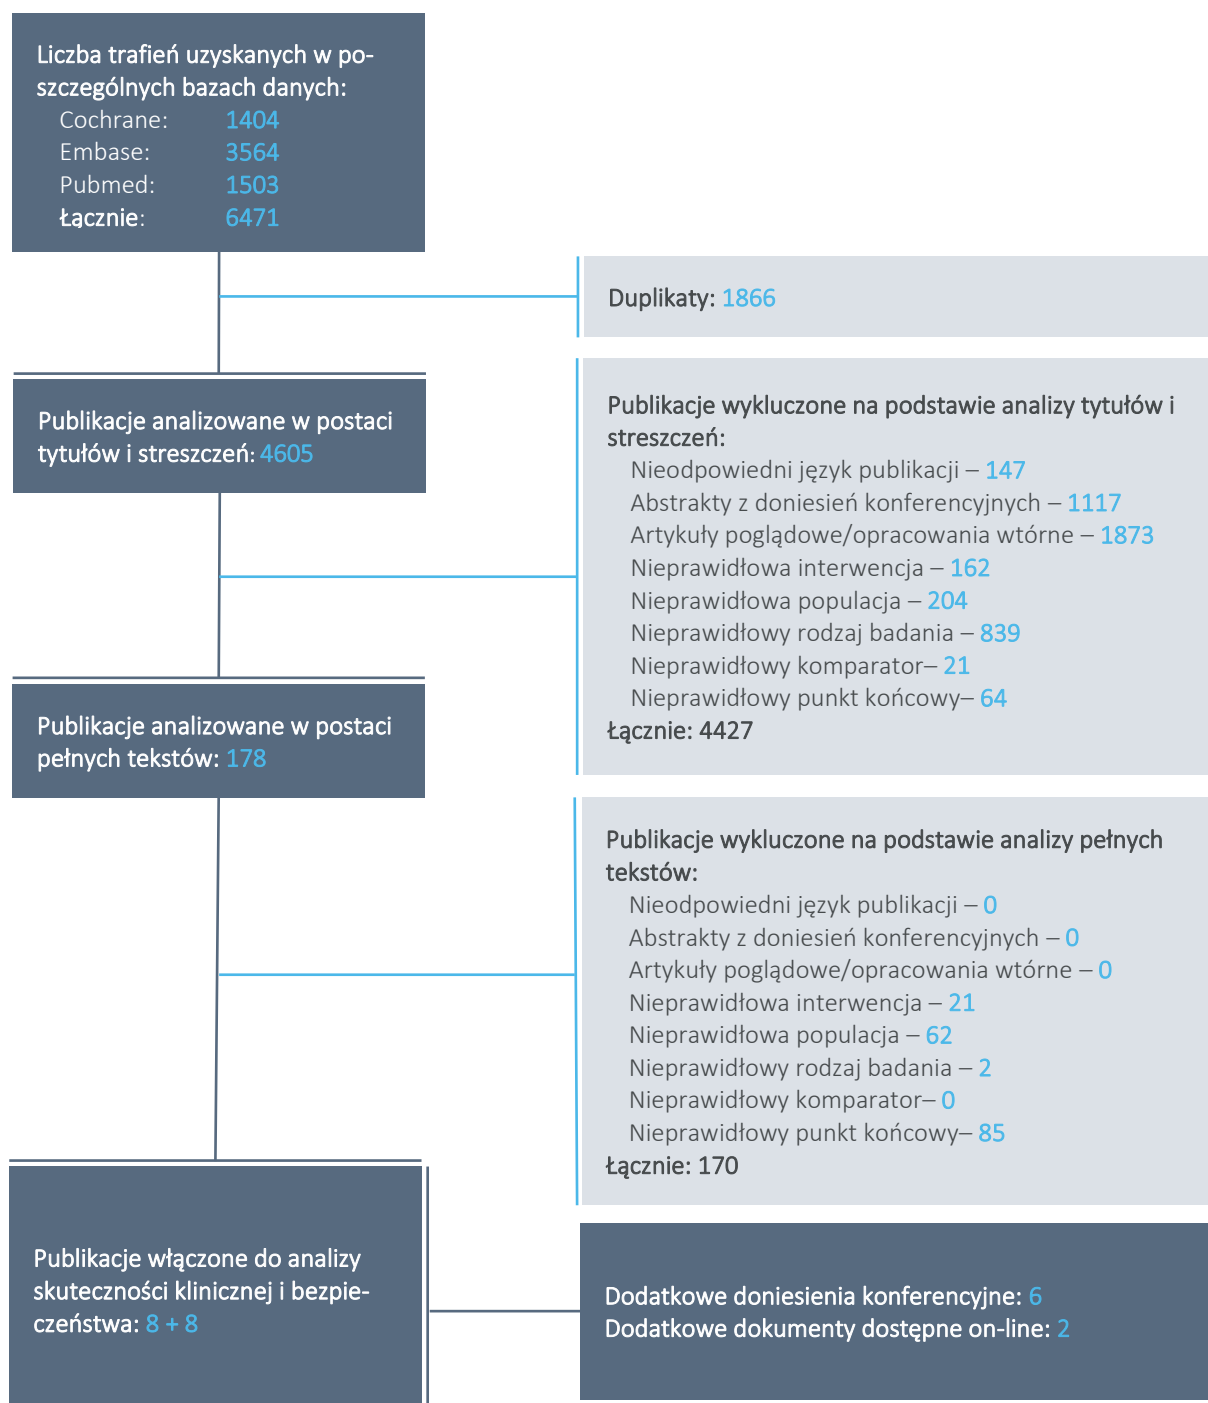 Liczba trafień uzyskanych w po-
szczególnych bazach danych:
Cochrane: 1404
Embase: 3564
Pubmed: 1503
Łącznie: 6471
Duplikaty: 1866
Publikacje analizowane w postaci
tytułów i streszczeń: 4605
Publikacje wykluczone na podstawie analizy tytułów i
streszczeń:
Nieodpowiedni język publikacji – 147
Abstrakty z doniesień konferencyjnych – 1117
Artykuły poglądowe/opracowania wtórne – 1873
Nieprawidłowa interwencja – 162
Nieprawidłowa populacja – 204
Nieprawidłowy rodzaj badania – 839
Nieprawidłowy komparator– 21
Nieprawidłowy punkt końcowy– 64
Łącznie: 4427
Publikacje analizowane w postaci
pełnych tekstów: 178
Publikacje wykluczone na podstawie analizy pełnych
tekstów:
Nieodpowiedni język publikacji – 0
Abstrakty z doniesień konferencyjnych – 0
Artykuły poglądowe/opracowania wtórne – 0
Nieprawidłowa interwencja – 21
Nieprawidłowa populacja – 62
Nieprawidłowy rodzaj badania – 2
Nieprawidłowy komparator– 0
Nieprawidłowy punkt końcowy– 85
Łącznie: 170
Publikacje włączone do analizy
skuteczności klinicznej i bezpie-
czeństwa: 8 + 8
Dodatkowe doniesienia konferencyjne: 6
Dodatkowe dokumenty dostępne on-line: 2